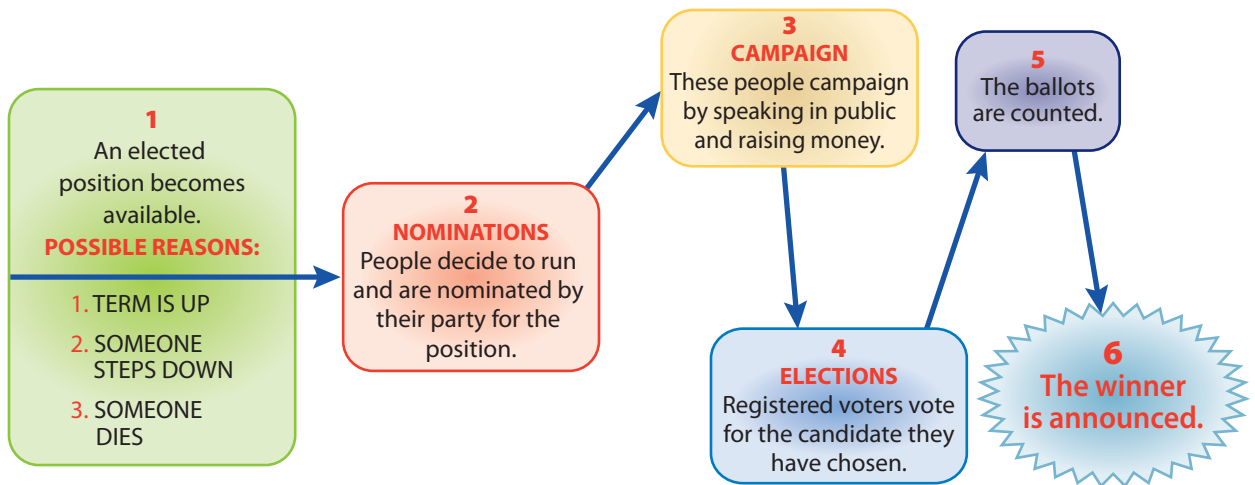 1
An elected
position becomes
available.
POSSIBLE REASONS:
1. TERM IS UP
2. SOMEONE
STEPS DOWN
3. SOMEONE
DIES
2
NOMINATIONS
People decide to run
and are nominated by
their party for the
position.
3
CAMPAIGN
These people campaign
by speaking in public
and raising money.
4
ELECTIONS
Registered voters vote
for the candidate they
have chosen.
5
The ballots
are counted.
6
The winner
is announced.